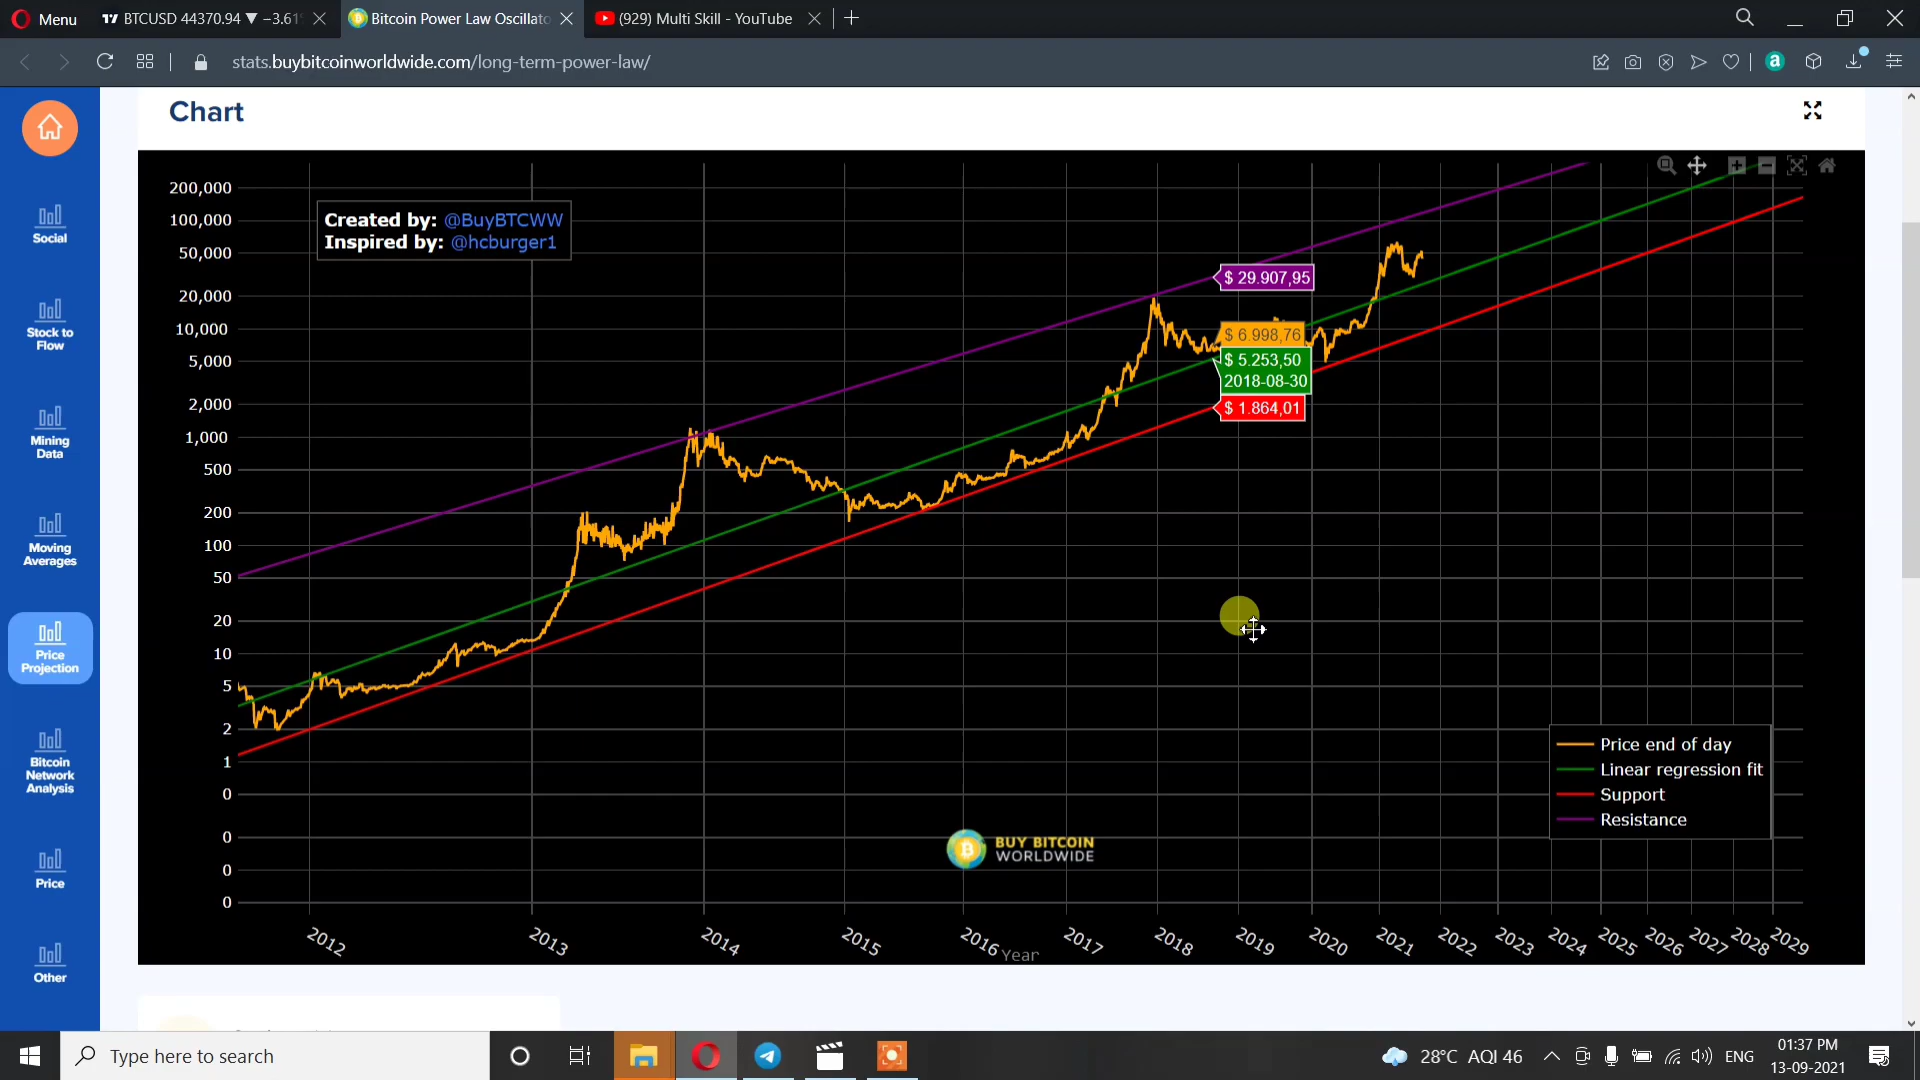 Menu
BTCUSD 44370.94 ▼ −3.61
Bitcoin Power Law Oscillato
(929) Multi Skill - YouTube
stats.buybitcoinworldwide.com/long-term-power-law/
Chart
Social
Stock to
Flow
Mining
Data
Moving
Averages
Price
Projection
Bitcoin
Network
Analysis
Price
Other
Created by: @BuyBTCWW
Inspired by: @hcburger1
200,000
100,000
50,000
20,000
10,000
5,000
2,000
1,000
500
200
100
50
20
10
5
2
1
0
0
0
0
$ 29.907,95
$ 6.998,76
$ 5.253,50
2018-08-30
$ 1.864,01
Price end of day
Linear regression fit
Support
Resistance
BUY BITCOIN
WORLDWIDE
2012
2013
2014
2015
2016
2017
2018
2019
2020
2021
2022
2023
2024
2025
2026
2027
2028
2029
Year
Type here to search
28°C AQI 46
ENG
01:37 PM
13-09-2021